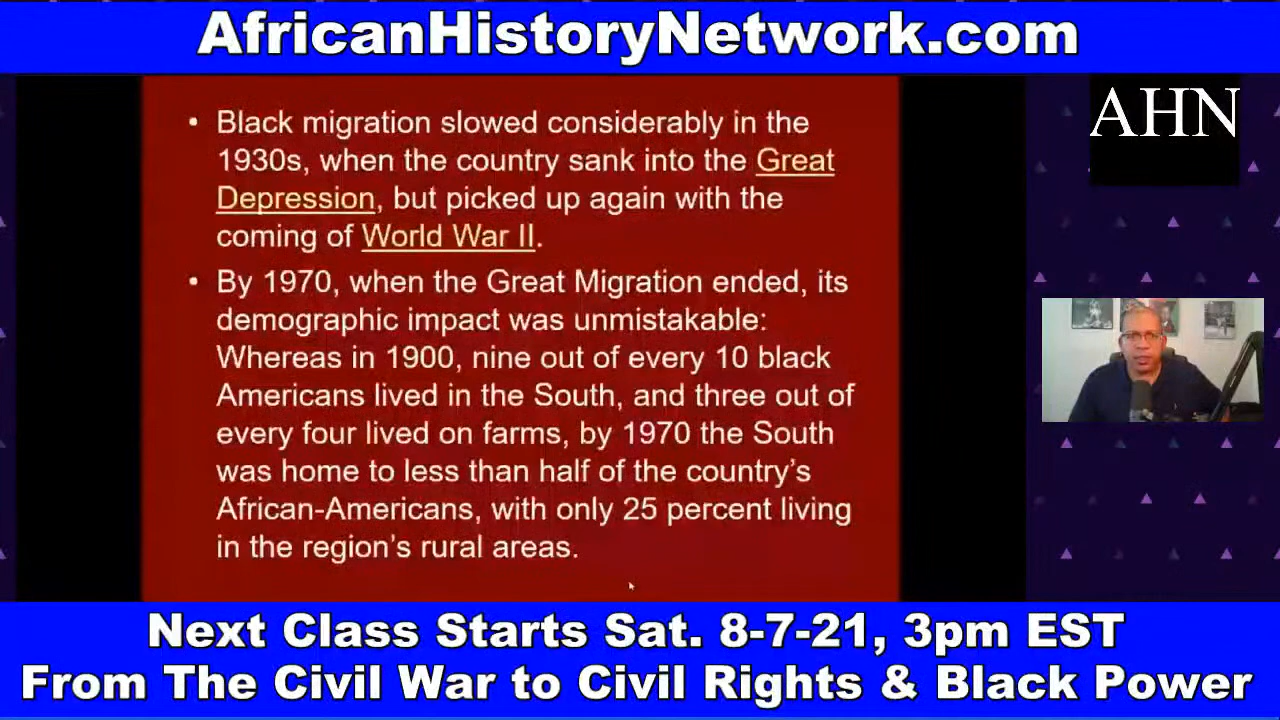 AfricanHistoryNetwork.com
AHN
• Black migration slowed considerably in the
1930s, when the country sank into the Great
Depression, but picked up again with the
coming of World War II.
• By 1970, when the Great Migration ended, its
demographic impact was unmistakable:
Whereas in 1900, nine out of every 10 black
Americans lived in the South, and three out of
every four lived on farms, by 1970 the South
was home to less than half of the country's
African-Americans, with only 25 percent living
in the region's rural areas.
Next Class Starts Sat. 8-7-21, 3pm EST
From The Civil War to Civil Rights & Black Power